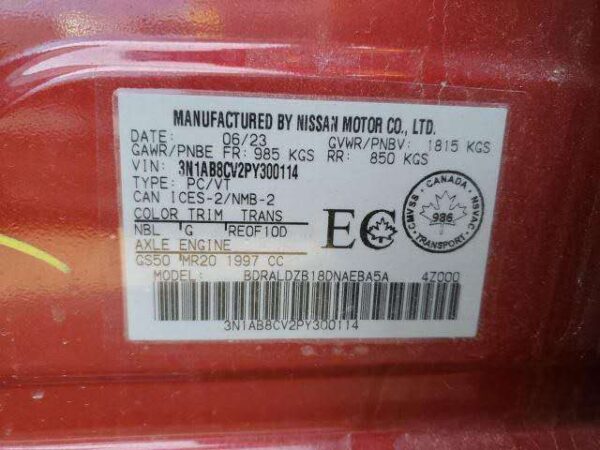 MANUFACTURED BY NISSAN MOTOR CO., LTD.
DATE: 06/23 GVWR/PNBV: 1815 KGS
GAWR/PNBE FR: 985 KGS RR: 850 KGS
VIN: 3N1AB8CV2PY300114
TYPE: PC/VT
CAN ICES-2/NMB-2
COLOR TRIM TRANS
NBL G RE0F10D
AXLE ENGINE
GS50 MR20 1997 CC
EC
CANADA
CMVSS 986 NSVAC
TRANSPORT
MODEL: BDRALDZB18DNAEBA5A 4Z000
3N1AB8CV2PY300114